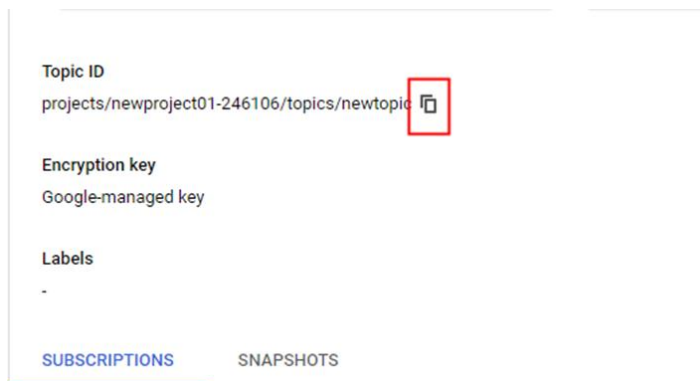 Topic ID
projects/newproject01-246106/topics/newtopic
Encryption key
Google-managed key
Labels
-
SUBSCRIPTIONS SNAPSHOTS